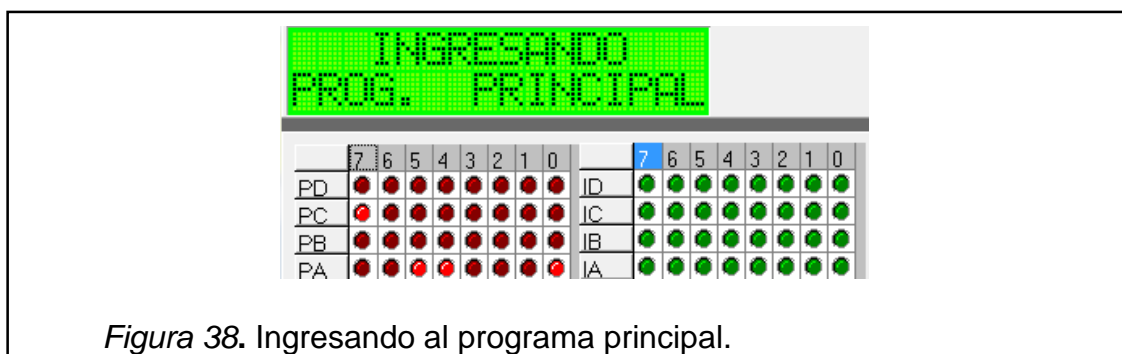 INGRESANDO
PROG. PRINCIPAL
7 6 5 4 3 2 1 0 7 6 5 4 3 2 1 0
PD ID
PC IC
PB IB
PA IA
Figura 38. Ingresando al programa principal.